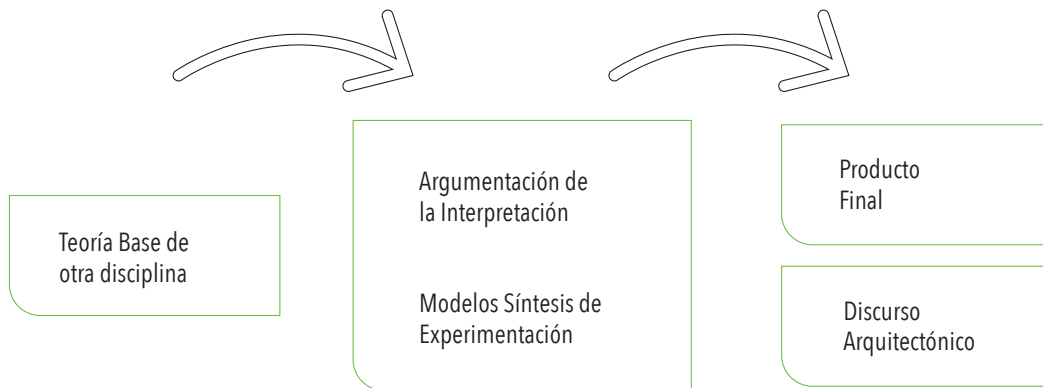 Teoría Base de
otra disciplina
Argumentación de
la Interpretación
Modelos Síntesis de
Experimentación
Producto
Final
Discurso
Arquitectónico